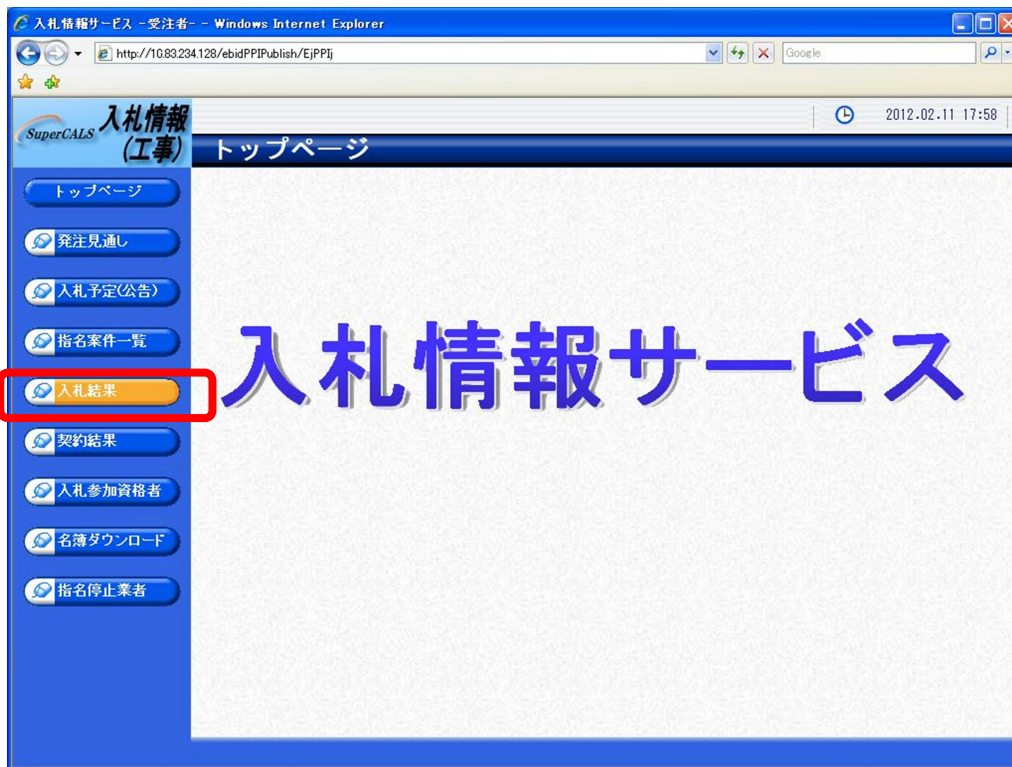 入札情報サービス -受注者- - Windows Internet Explorer
http://10.83.234.128/ebidPPIPublish/EjPPIj
Google
SuperCALS 入札情報
(工事)
2012.02.11 17:58
トップページ
トップページ
発注見通し
入札予定(公告)
指名案件一覧
入札結果
契約結果
入札参加資格者
名簿ダウンロード
指名停止業者
入札情報サービス